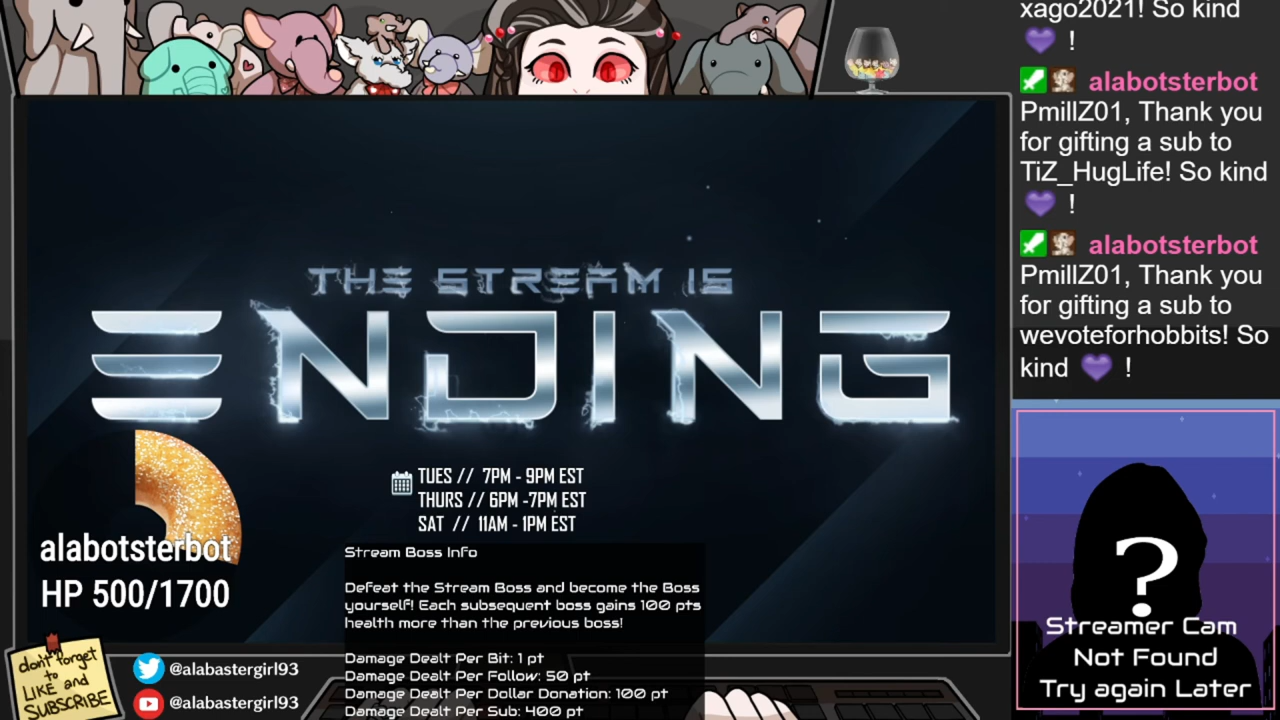 THE STREAM IS
ENDING
TUES // 7PM - 9PM EST
THURS // 6PM -7PM EST
SAT // 11AM - 1PM EST
alabotsterbot
HP 500/1700
Stream Boss Info
Defeat the Stream Boss and become the Boss
yourself! Each subsequent boss gains 100 pts
health more than the previous boss!
Damage Dealt Per Bit: 1 pt
Damage Dealt Per Follow: 50 pt
Damage Dealt Per Dollar Donation: 100 pt
Damage Dealt Per Sub: 400 pt
don't forget
to
LIKE and
SUBSCRIBE
@alabastergirl93
@alabastergirl93
xago2021! So kind
💜 !
alabotsterbot
PmillZ01, Thank you
for gifting a sub to
TiZ_HugLife! So kind
💜 !
alabotsterbot
PmillZ01, Thank you
for gifting a sub to
wevoteforhobbits! So
kind 💜 !
?
Streamer Cam
Not Found
Try again Later